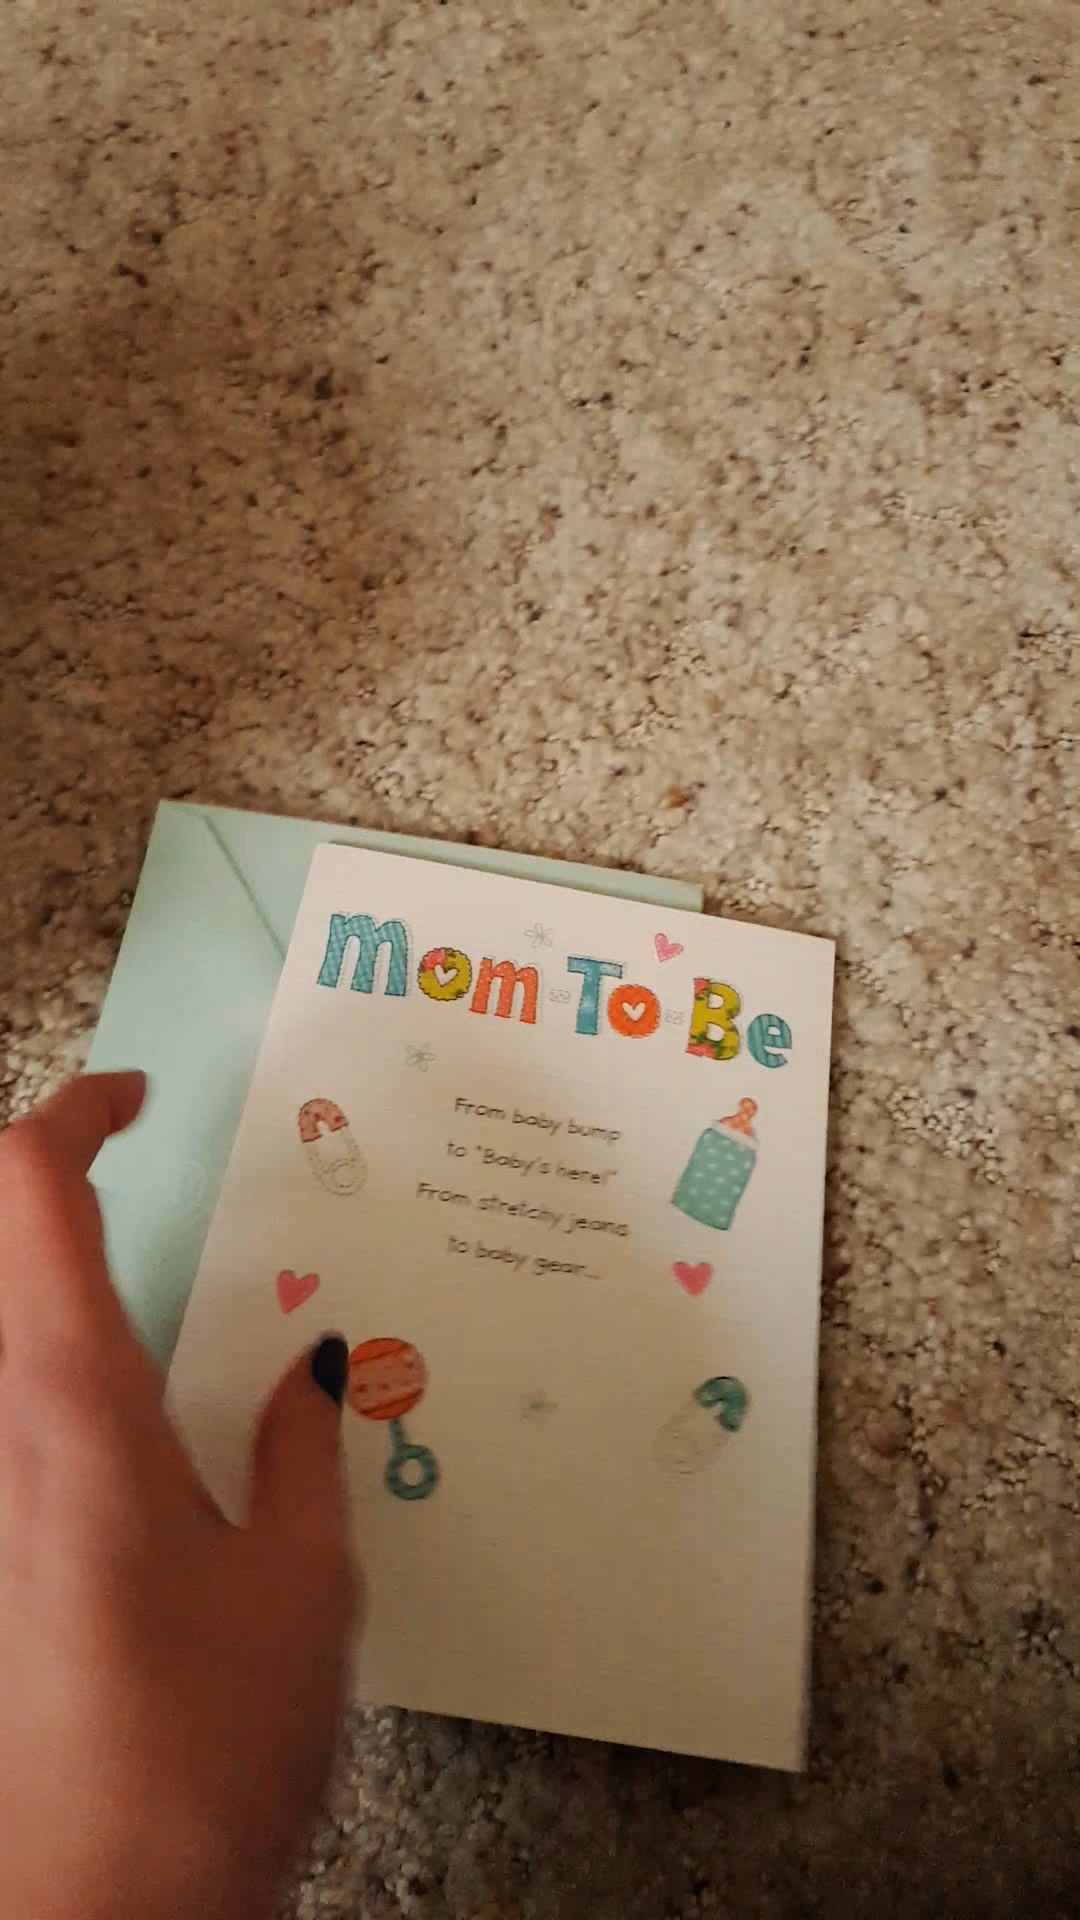 mom-To-Be
From baby bump
to "Baby's here!"
From stretchy jeans
to baby gear...